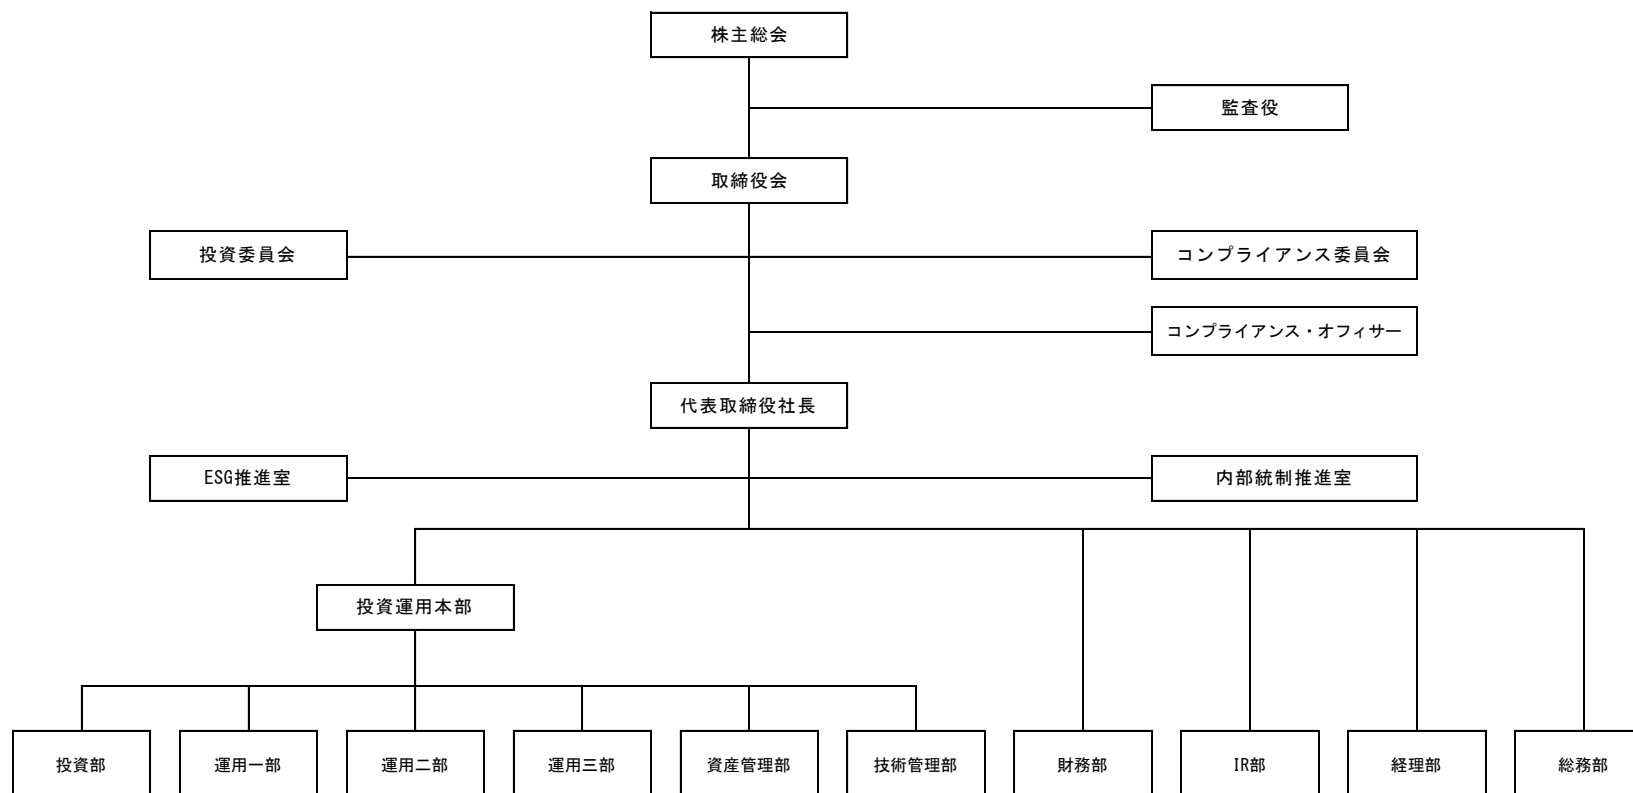 株主総会
監査役
取締役会
投資委員会
コンプライアンス委員会
コンプライアンス・オフィサー
代表取締役社長
ESG推進室
内部統制推進室
投資運用本部
投資部
運用一部
運用二部
運用三部
資産管理部
技術管理部
財務部
IR部
経理部
総務部